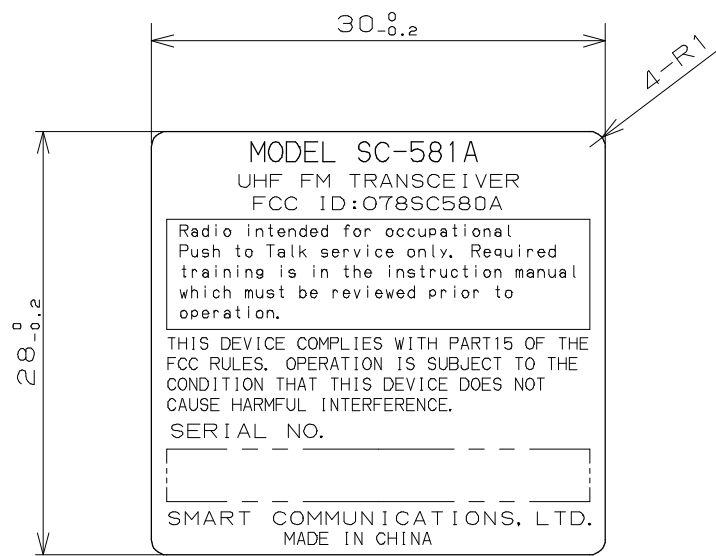 30 0 -0.2
4-R1
28 0 -0.2
MODEL SC-581A
UHF FM TRANSCEIVER
FCC ID:O78SC580A
Radio intended for occupational
Push to Talk service only. Required
training is in the instruction manual
which must be reviewed prior to
operation.
THIS DEVICE COMPLIES WITH PART15 OF THE
FCC RULES. OPERATION IS SUBJECT TO THE
CONDITION THAT THIS DEVICE DOES NOT
CAUSE HARMFUL INTERFERENCE.
SERIAL NO.
SMART COMMUNICATIONS, LTD.
MADE IN CHINA